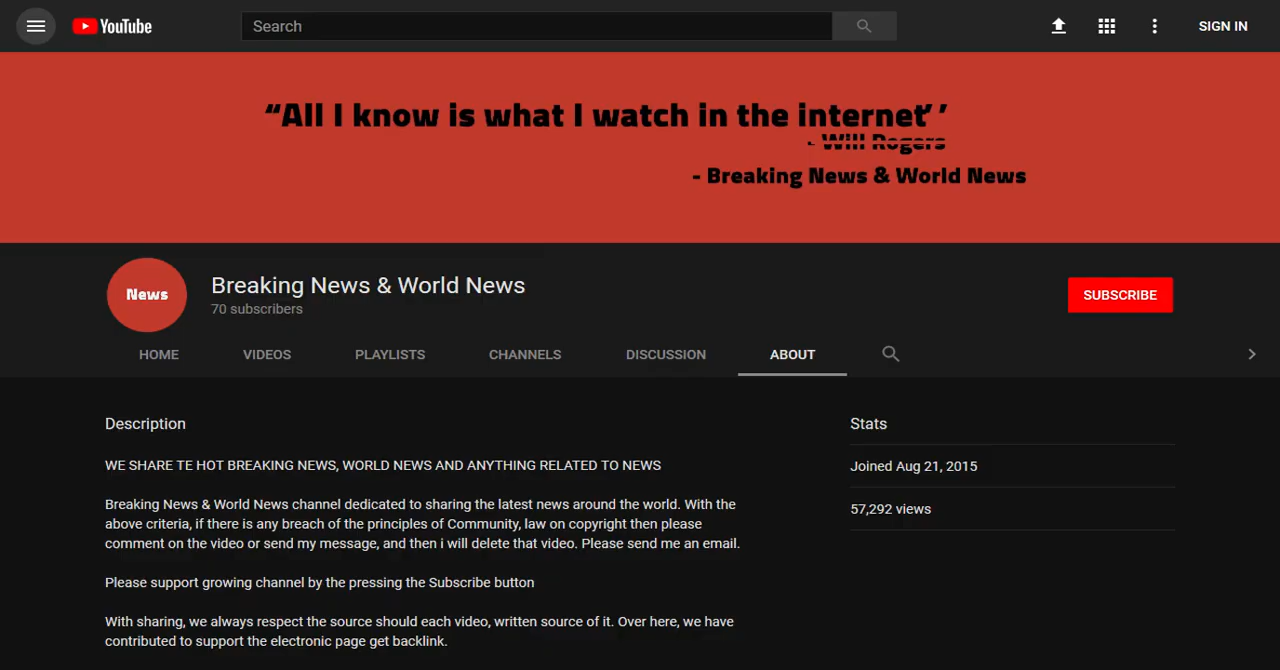 YouTube
Search
SIGN IN
“All I know is what I watch in the internet’’
- Will Rogers
- Breaking News & World News
News
Breaking News & World News
70 subscribers
SUBSCRIBE
HOME
VIDEOS
PLAYLISTS
CHANNELS
DISCUSSION
ABOUT
Description
WE SHARE TE HOT BREAKING NEWS, WORLD NEWS AND ANYTHING RELATED TO NEWS
Breaking News & World News channel dedicated to sharing the latest news around the world. With the
above criteria, if there is any breach of the principles of Community, law on copyright then please
comment on the video or send my message, and then i will delete that video. Please send me an email.
Please support growing channel by the pressing the Subscribe button
With sharing, we always respect the source should each video, written source of it. Over here, we have
contributed to support the electronic page get backlink.
Stats
Joined Aug 21, 2015
57,292 views